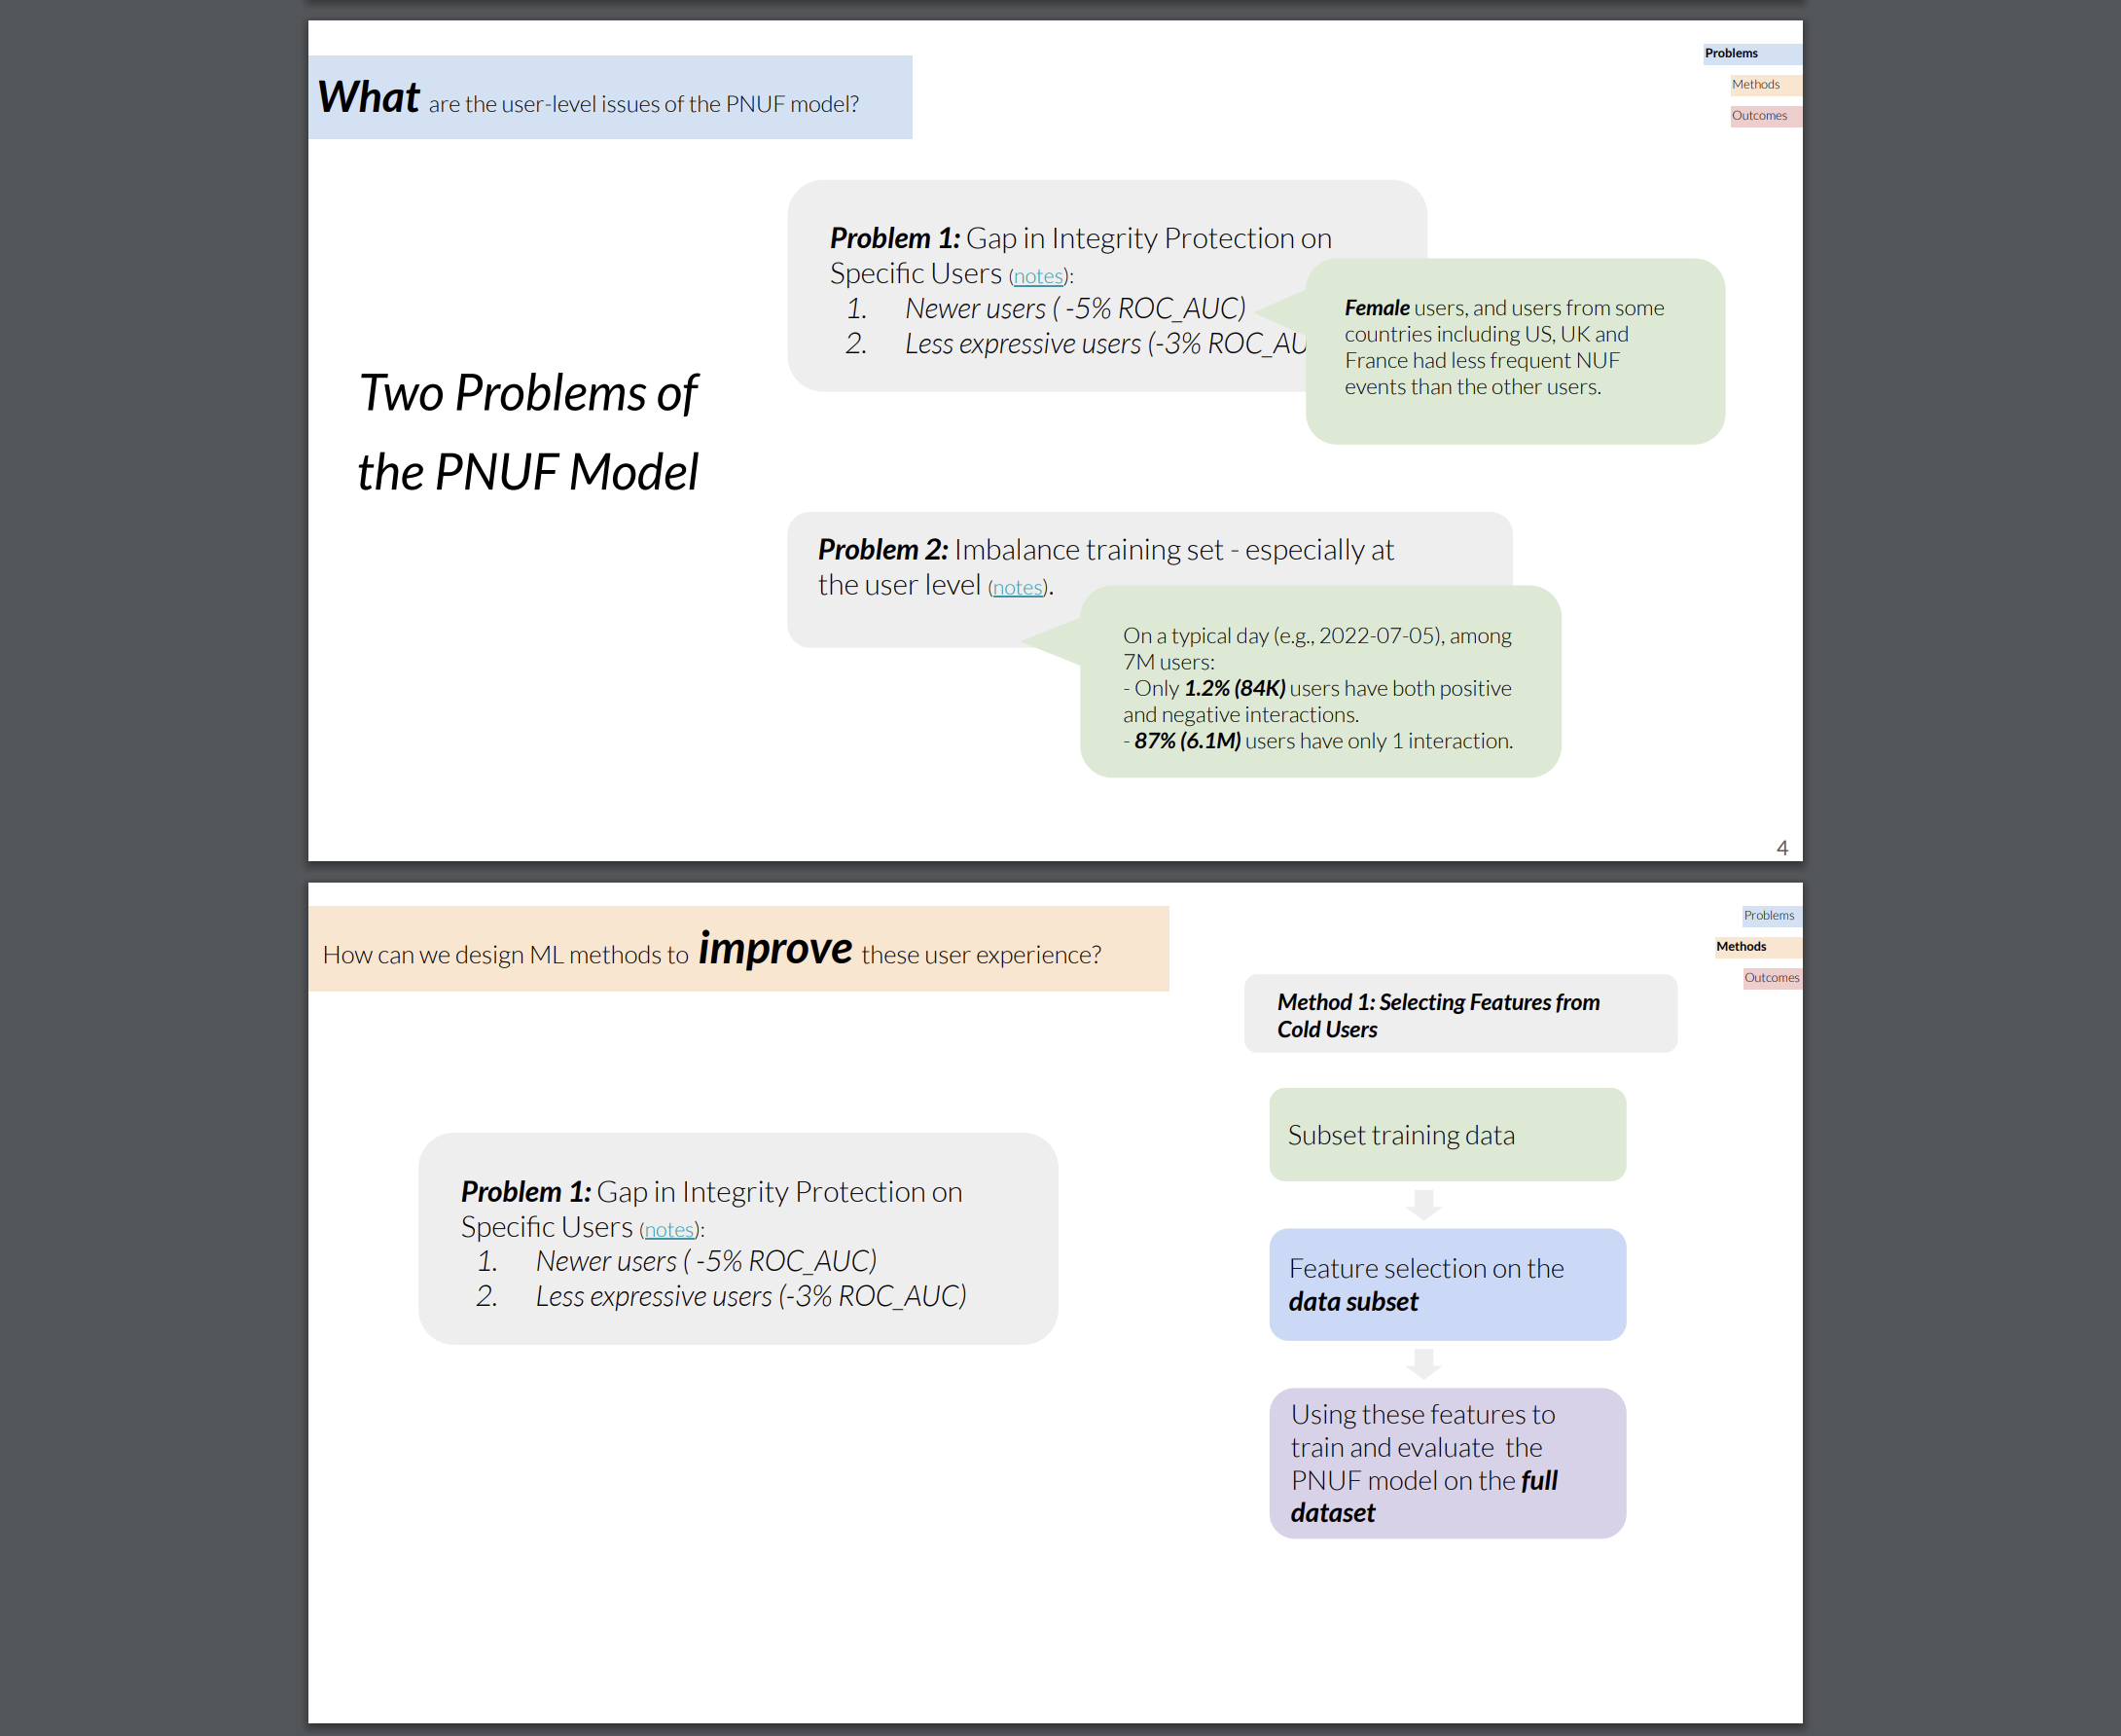 What are the user-level issues of the PNUF model?
Problems
Methods
Outcomes
Two Problems of
the PNUF Model
Problem 1: Gap in Integrity Protection on
Specific Users (notes):
1. Newer users ( -5% ROC_AUC)
2. Less expressive users (-3% ROC_AU
Female users, and users from some
countries including US, UK and
France had less frequent NUF
events than the other users.
Problem 2: Imbalance training set - especially at
the user level (notes).
On a typical day (e.g., 2022-07-05), among
7M users:
- Only 1.2% (84K) users have both positive
and negative interactions.
- 87% (6.1M) users have only 1 interaction.
4
How can we design ML methods to improve these user experience?
Problems
Methods
Outcomes
Problem 1: Gap in Integrity Protection on
Specific Users (notes):
1. Newer users ( -5% ROC_AUC)
2. Less expressive users (-3% ROC_AUC)
Method 1: Selecting Features from
Cold Users
Subset training data
Feature selection on the
data subset
Using these features to
train and evaluate the
PNUF model on the full
dataset